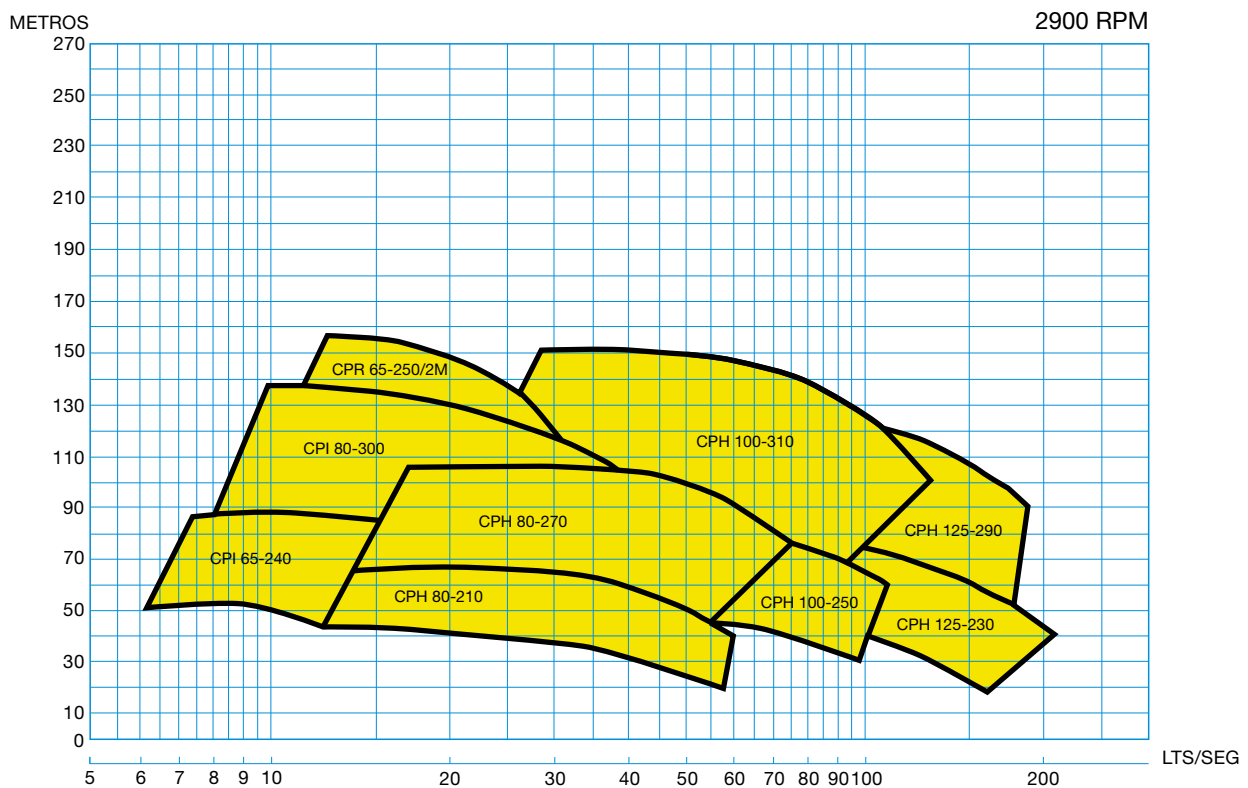 METROS
2900 RPM
270
250
230
210
190
170
150
130
110
90
70
50
30
10
0
CPR 65-250/2M
CPI 80-300
CPH 100-310
CPH 80-270
CPH 125-290
CPI 65-240
CPH 80-210
CPH 100-250
CPH 125-230
LTS/SEG
5 6 7 8 9 10 20 30 40 50 60 70 80 90 100 200